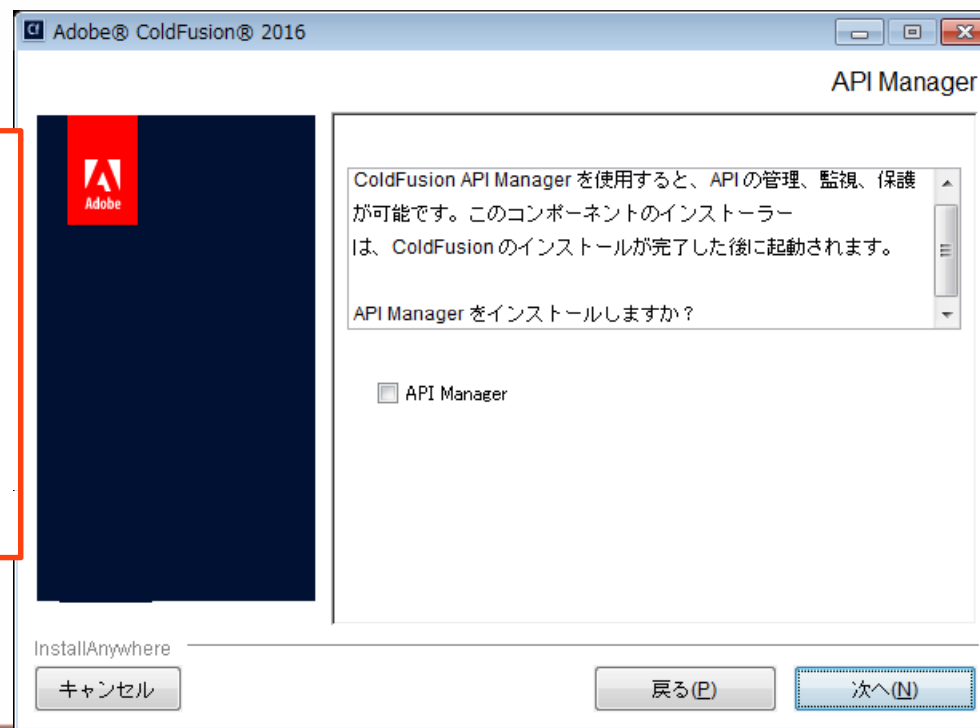 Adobe® ColdFusion® 2016
API Manager
Adobe
ColdFusion API Manager を使用すると、API の管理、監視、保護
が可能です。このコンポーネントのインストーラー
は、ColdFusion のインストールが完了した後に起動されます。
API Manager をインストールしますか？
API Manager
InstallAnywhere
キャンセル
戻る(P)
次へ(N)